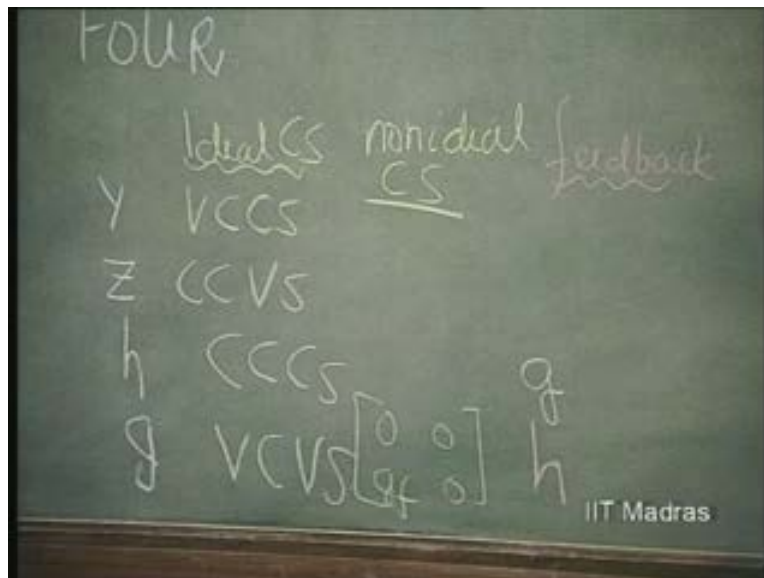 FOUR
Ideal CS nonideal CS feedback
Y VCCS
Z CCVS
h CCCS g
g VCVS [0 0 gf 0] h
IIT Madras